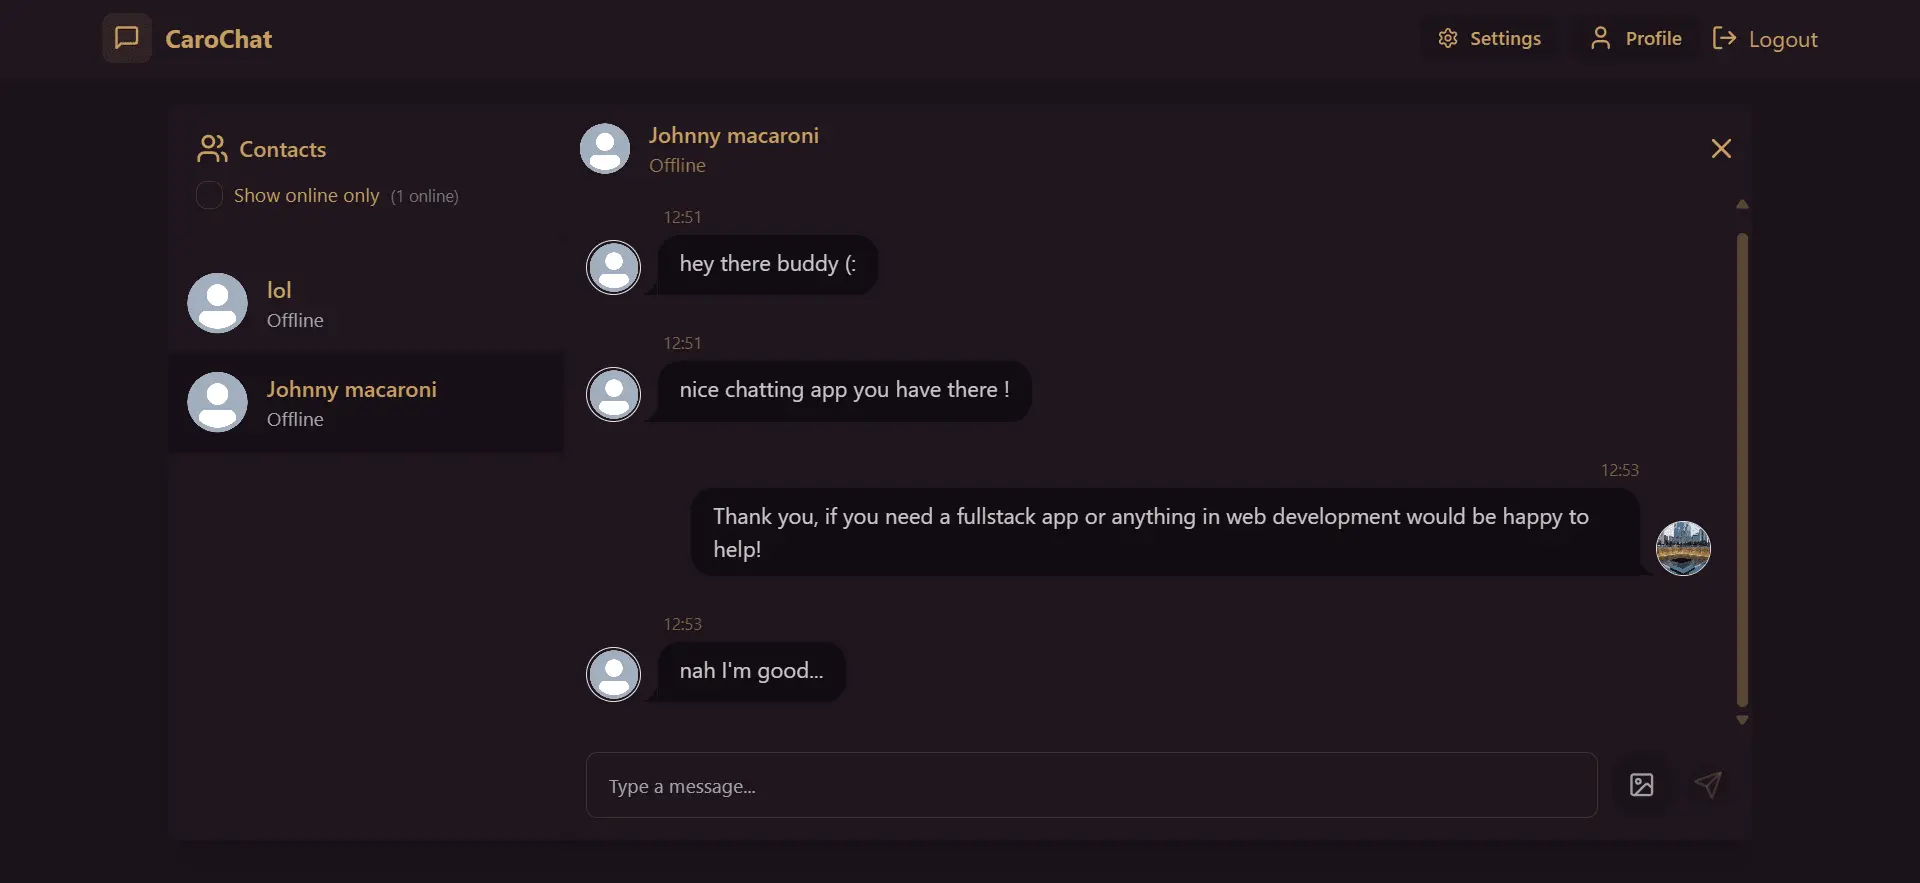 CaroChat
Settings
Profile
Logout
Contacts
Show online only (1 online)
lol
Offline
Johnny macaroni
Offline
Johnny macaroni
Offline
12:51
hey there buddy (:
12:51
nice chatting app you have there !
12:53
Thank you, if you need a fullstack app or anything in web development would be happy to
help!
12:53
nah I'm good...
Type a message...